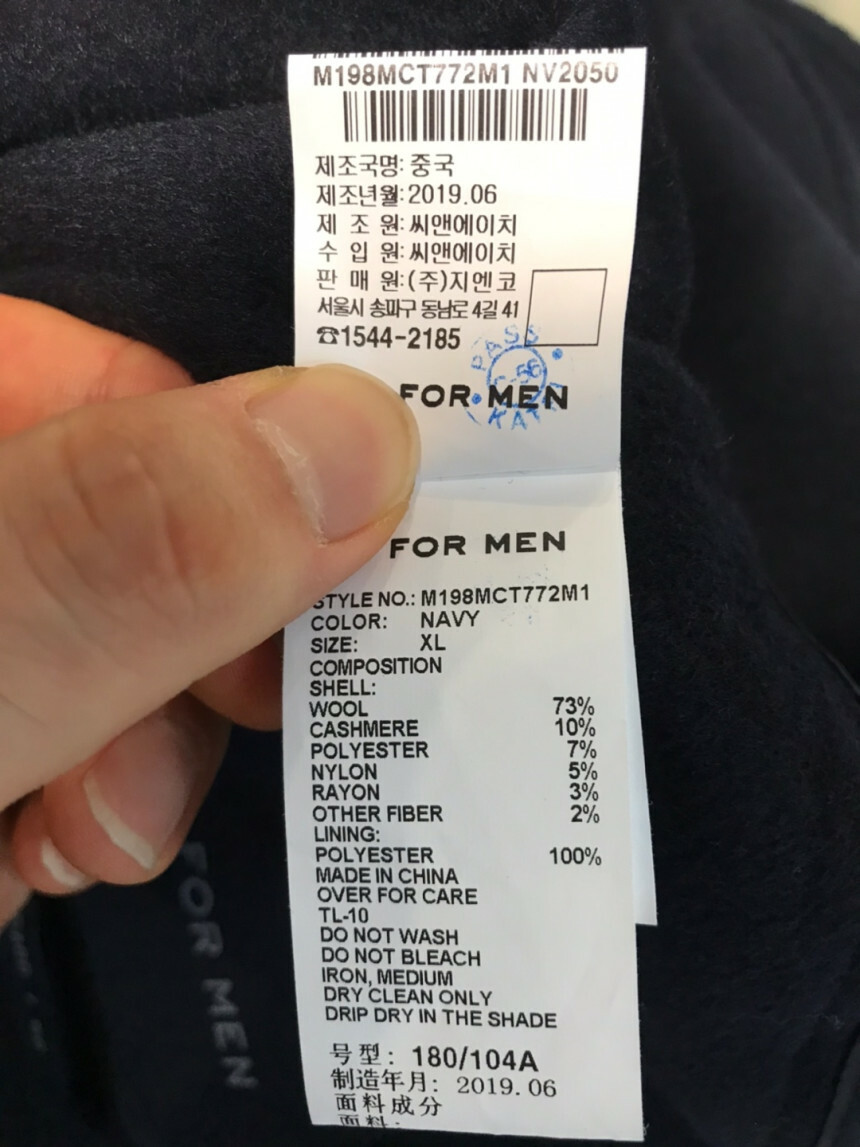 M198MCT772M1 NV2050
제조국명: 중국
제조년월: 2019.06
제 조 원: 씨앤에이치
수 입 원: 씨앤에이치
판 매 원: (주)지엔코
서울시 송파구 동남로 4길 41
☎1544-2185
PASS
FOR MEN
FOR MEN
STYLE NO.: M198MCT772M1
COLOR: NAVY
SIZE: XL
COMPOSITION
SHELL:
WOOL 73%
CASHMERE 10%
POLYESTER 7%
NYLON 5%
RAYON 3%
OTHER FIBER 2%
LINING:
POLYESTER 100%
MADE IN CHINA
OVER FOR CARE
TL-10
DO NOT WASH
DO NOT BLEACH
IRON, MEDIUM
DRY CLEAN ONLY
DRIP DRY IN THE SHADE
号型: 180/104A
制造年月: 2019.06
面料成分
面料:
FOR MEN